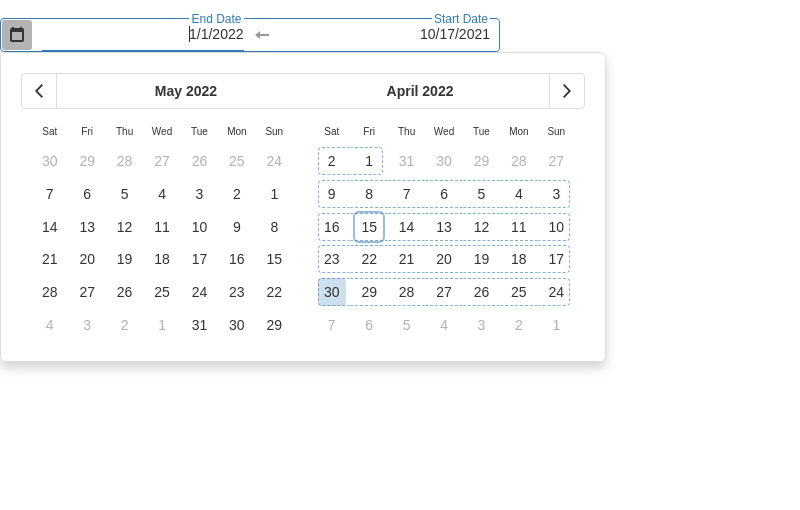 End Date Start Date
1/1/2022 10/17/2021
May 2022 April 2022
Sat Fri Thu Wed Tue Mon Sun Sat Fri Thu Wed Tue Mon Sun
30 29 28 27 26 25 24 2 1 31 30 29 28 27
7 6 5 4 3 2 1 9 8 7 6 5 4 3
14 13 12 11 10 9 8 16 15 14 13 12 11 10
21 20 19 18 17 16 15 23 22 21 20 19 18 17
28 27 26 25 24 23 22 30 29 28 27 26 25 24
4 3 2 1 31 30 29 7 6 5 4 3 2 1